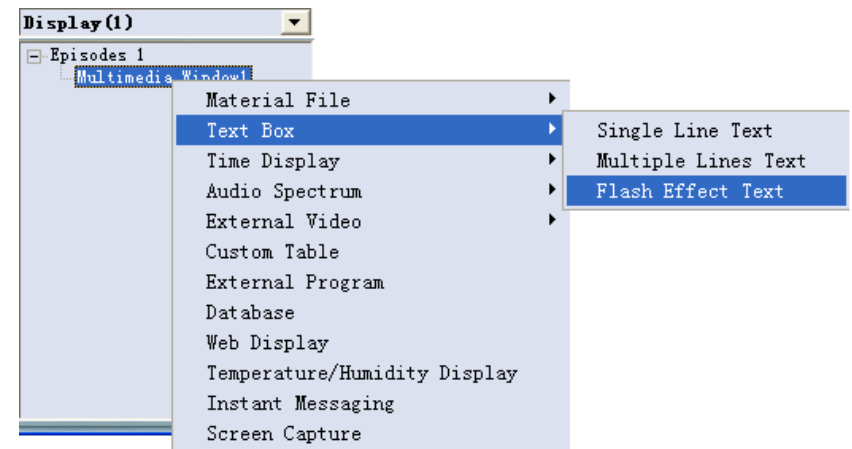 Display(1)
Episodes 1
Multimedia Window1
Material File
Text Box
Time Display
Audio Spectrum
External Video
Custom Table
External Program
Database
Web Display
Temperature/Humidity Display
Instant Messaging
Screen Capture
Single Line Text
Multiple Lines Text
Flash Effect Text